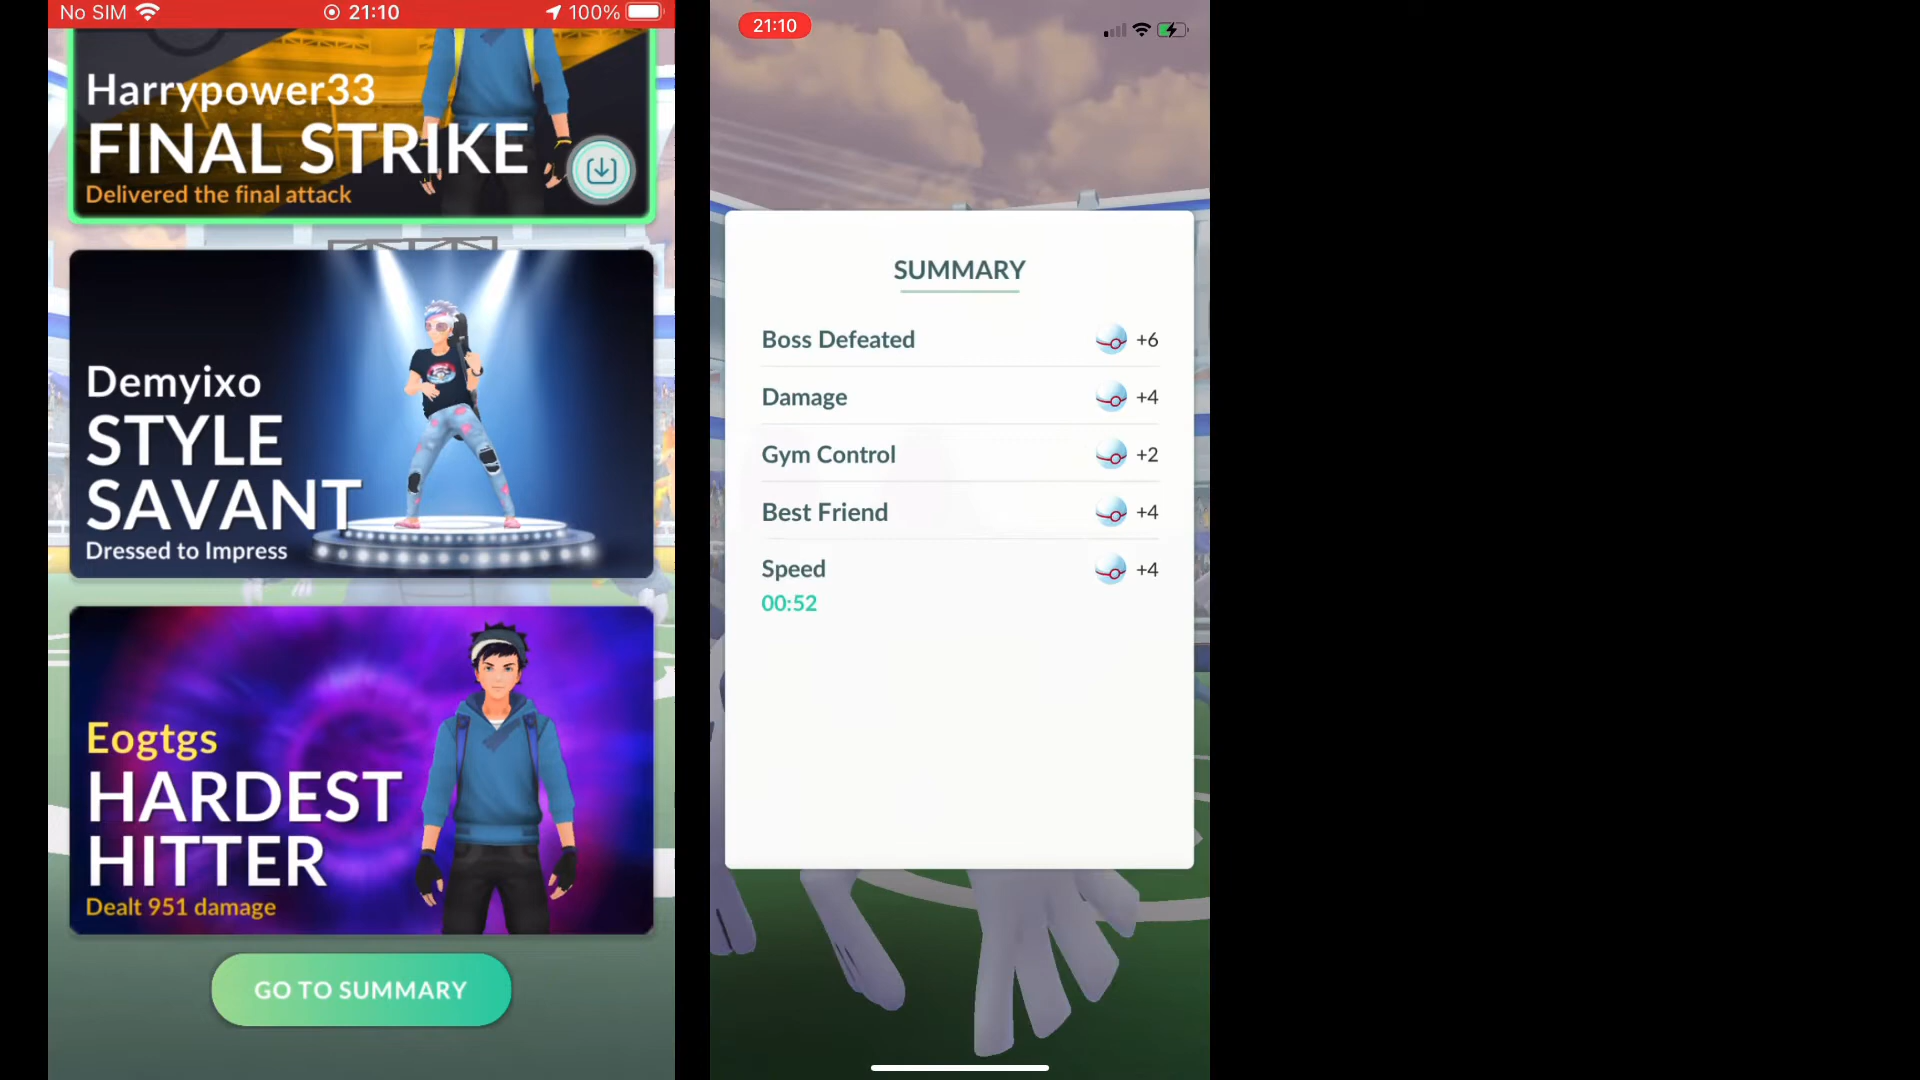 No SIM 21:10 100%
Harrypower33
FINAL STRIKE
Delivered the final attack
Demyixo
STYLE
SAVANT
Dressed to Impress
Eogtgs
HARDEST
HITTER
Dealt 951 damage
GO TO SUMMARY
21:10
SUMMARY
Boss Defeated +6
Damage +4
Gym Control +2
Best Friend +4
Speed +4
00:52